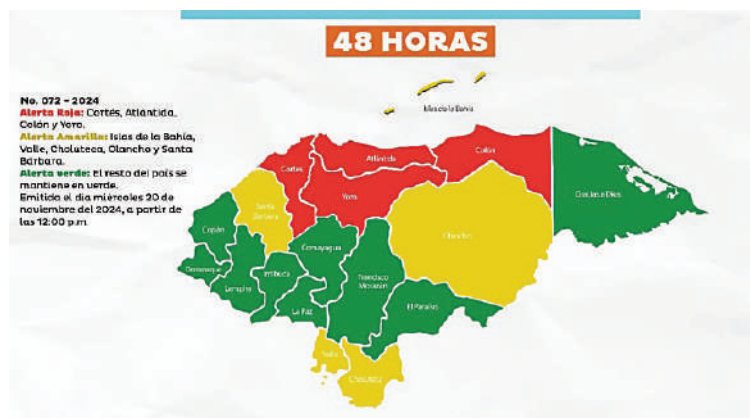 48 HORAS
No. 072 - 2024
Alerta Roja: Cortés, Atlántida,
Colón y Yoro.
Alerta Amarilla: Islas de la Bahía,
Valle, Choluteca, Olancho y Santa
Bárbara.
Alerta verde: El resto del país se
mantiene en verde.
Emitida el día miércoles 20 de
noviembre del 2024, a partir de
las 12:00 p.m
Islas de la Bahía
Atlántida
Colón
Cortés
Yoro
Gracias a Dios
Santa
Bárbara
Copán
Olancho
Comayagua
Ocotepeque
Intibucá
Francisco
Morazán
Lempira
La Paz
El Paraíso
Valle
Choluteca